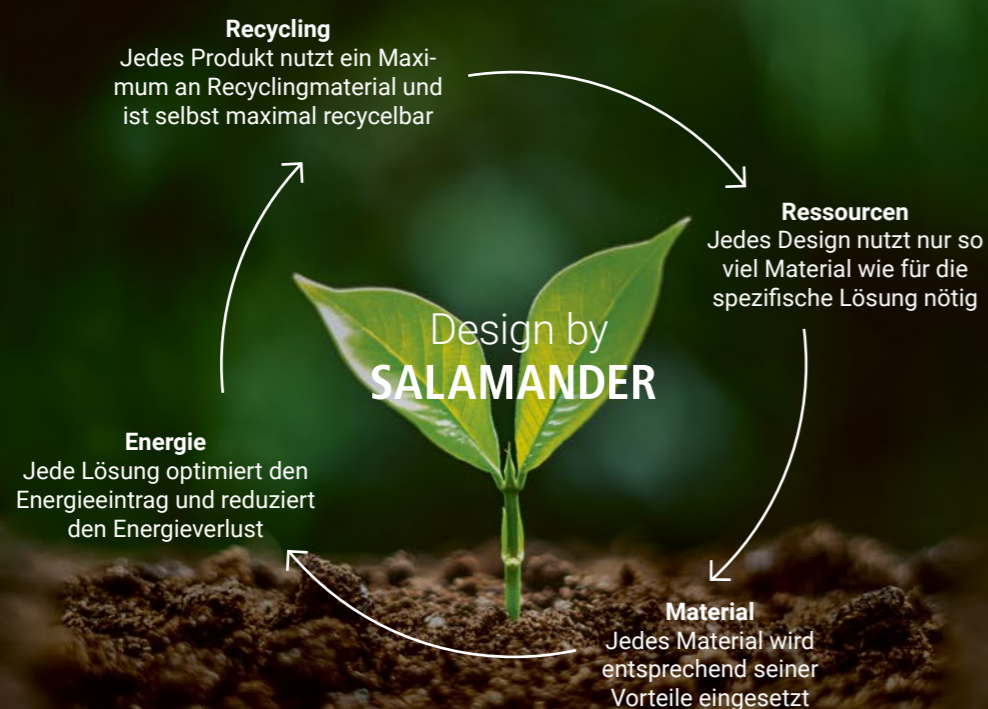 Recycling
Jedes Produkt nutzt ein Maxi-
mum an Recyclingmaterial und
ist selbst maximal recycelbar
Ressourcen
Jedes Design nutzt nur so
viel Material wie für die
spezifische Lösung nötig
Design by
SALAMANDER
Energie
Jede Lösung optimiert den
Energieeintrag und reduziert
den Energieverlust
Material
Jedes Material wird
entsprechend seiner
Vorteile eingesetzt